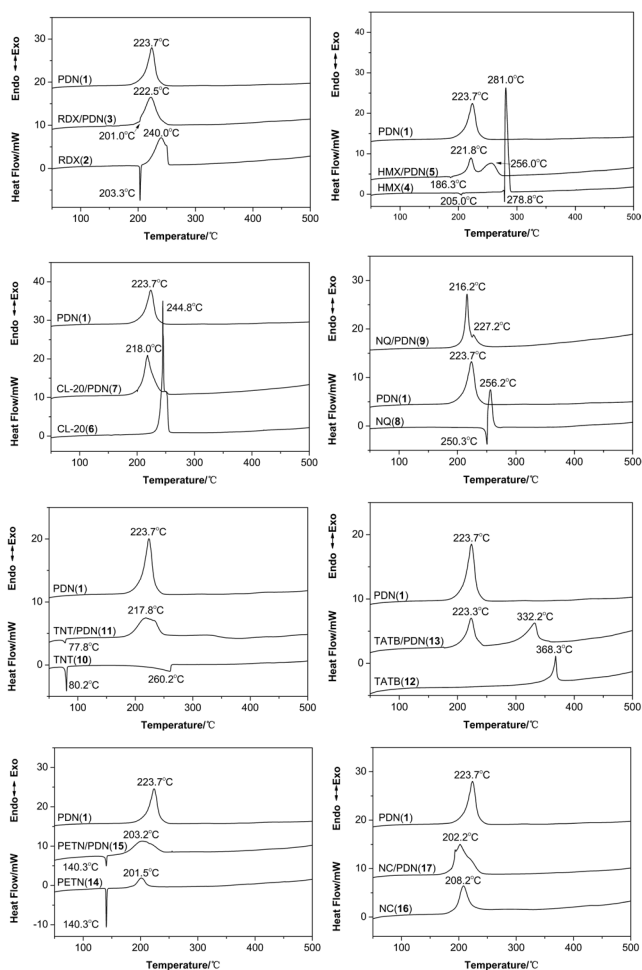 Heat Flow/mW Endo ↔ Exo
30
20
10
0
223.7°C
PDN(1)
222.5°C
RDX/PDN(3)
201.0°C
240.0°C
RDX(2)
203.3°C
100 200 300 400 500
Temperature/℃
Heat Flow/mW Endo ↔ Exo
40
30
20
10
0
281.0°C
223.7°C
PDN(1)
221.8°C
256.0°C
HMX/PDN(5)
186.3°C
HMX(4)
205.0°C
278.8°C
100 200 300 400 500
Temperature/℃
Heat Flow/mW Endo ↔ Exo
40
30
20
10
0
223.7°C
244.8°C
PDN(1)
218.0°C
CL-20/PDN(7)
CL-20(6)
100 200 300 400 500
Temperature/℃
Heat Flow/mW Endo ↔ Exo
30
20
10
0
216.2°C
227.2°C
NQ/PDN(9)
223.7°C
PDN(1)
256.2°C
NQ(8)
250.3°C
100 200 300 400 500
Temperature/℃
Heat Flow/mW Endo ↔ Exo
20
10
0
223.7°C
PDN(1)
217.8°C
TNT/PDN(11)
77.8°C
TNT(10)
260.2°C
80.2°C
100 200 300 400 500
Temperature/℃
Heat Flow/mW Endo ↔ Exo
20
10
0
223.7°C
PDN(1)
223.3°C
332.2°C
TATB/PDN(13)
368.3°C
TATB(12)
100 200 300 400 500
Temperature/℃
Heat Flow/mW Endo ↔ Exo
30
20
10
0
-10
223.7°C
PDN(1)
203.2°C
PETN/PDN(15)
140.3°C
201.5°C
PETN(14)
140.3°C
100 200 300 400 500
Temperature/℃
Heat Flow/mW Endo ↔ Exo
30
20
10
0
223.7°C
PDN(1)
202.2°C
NC/PDN(17)
208.2°C
NC(16)
100 200 300 400 500
Temperature/℃